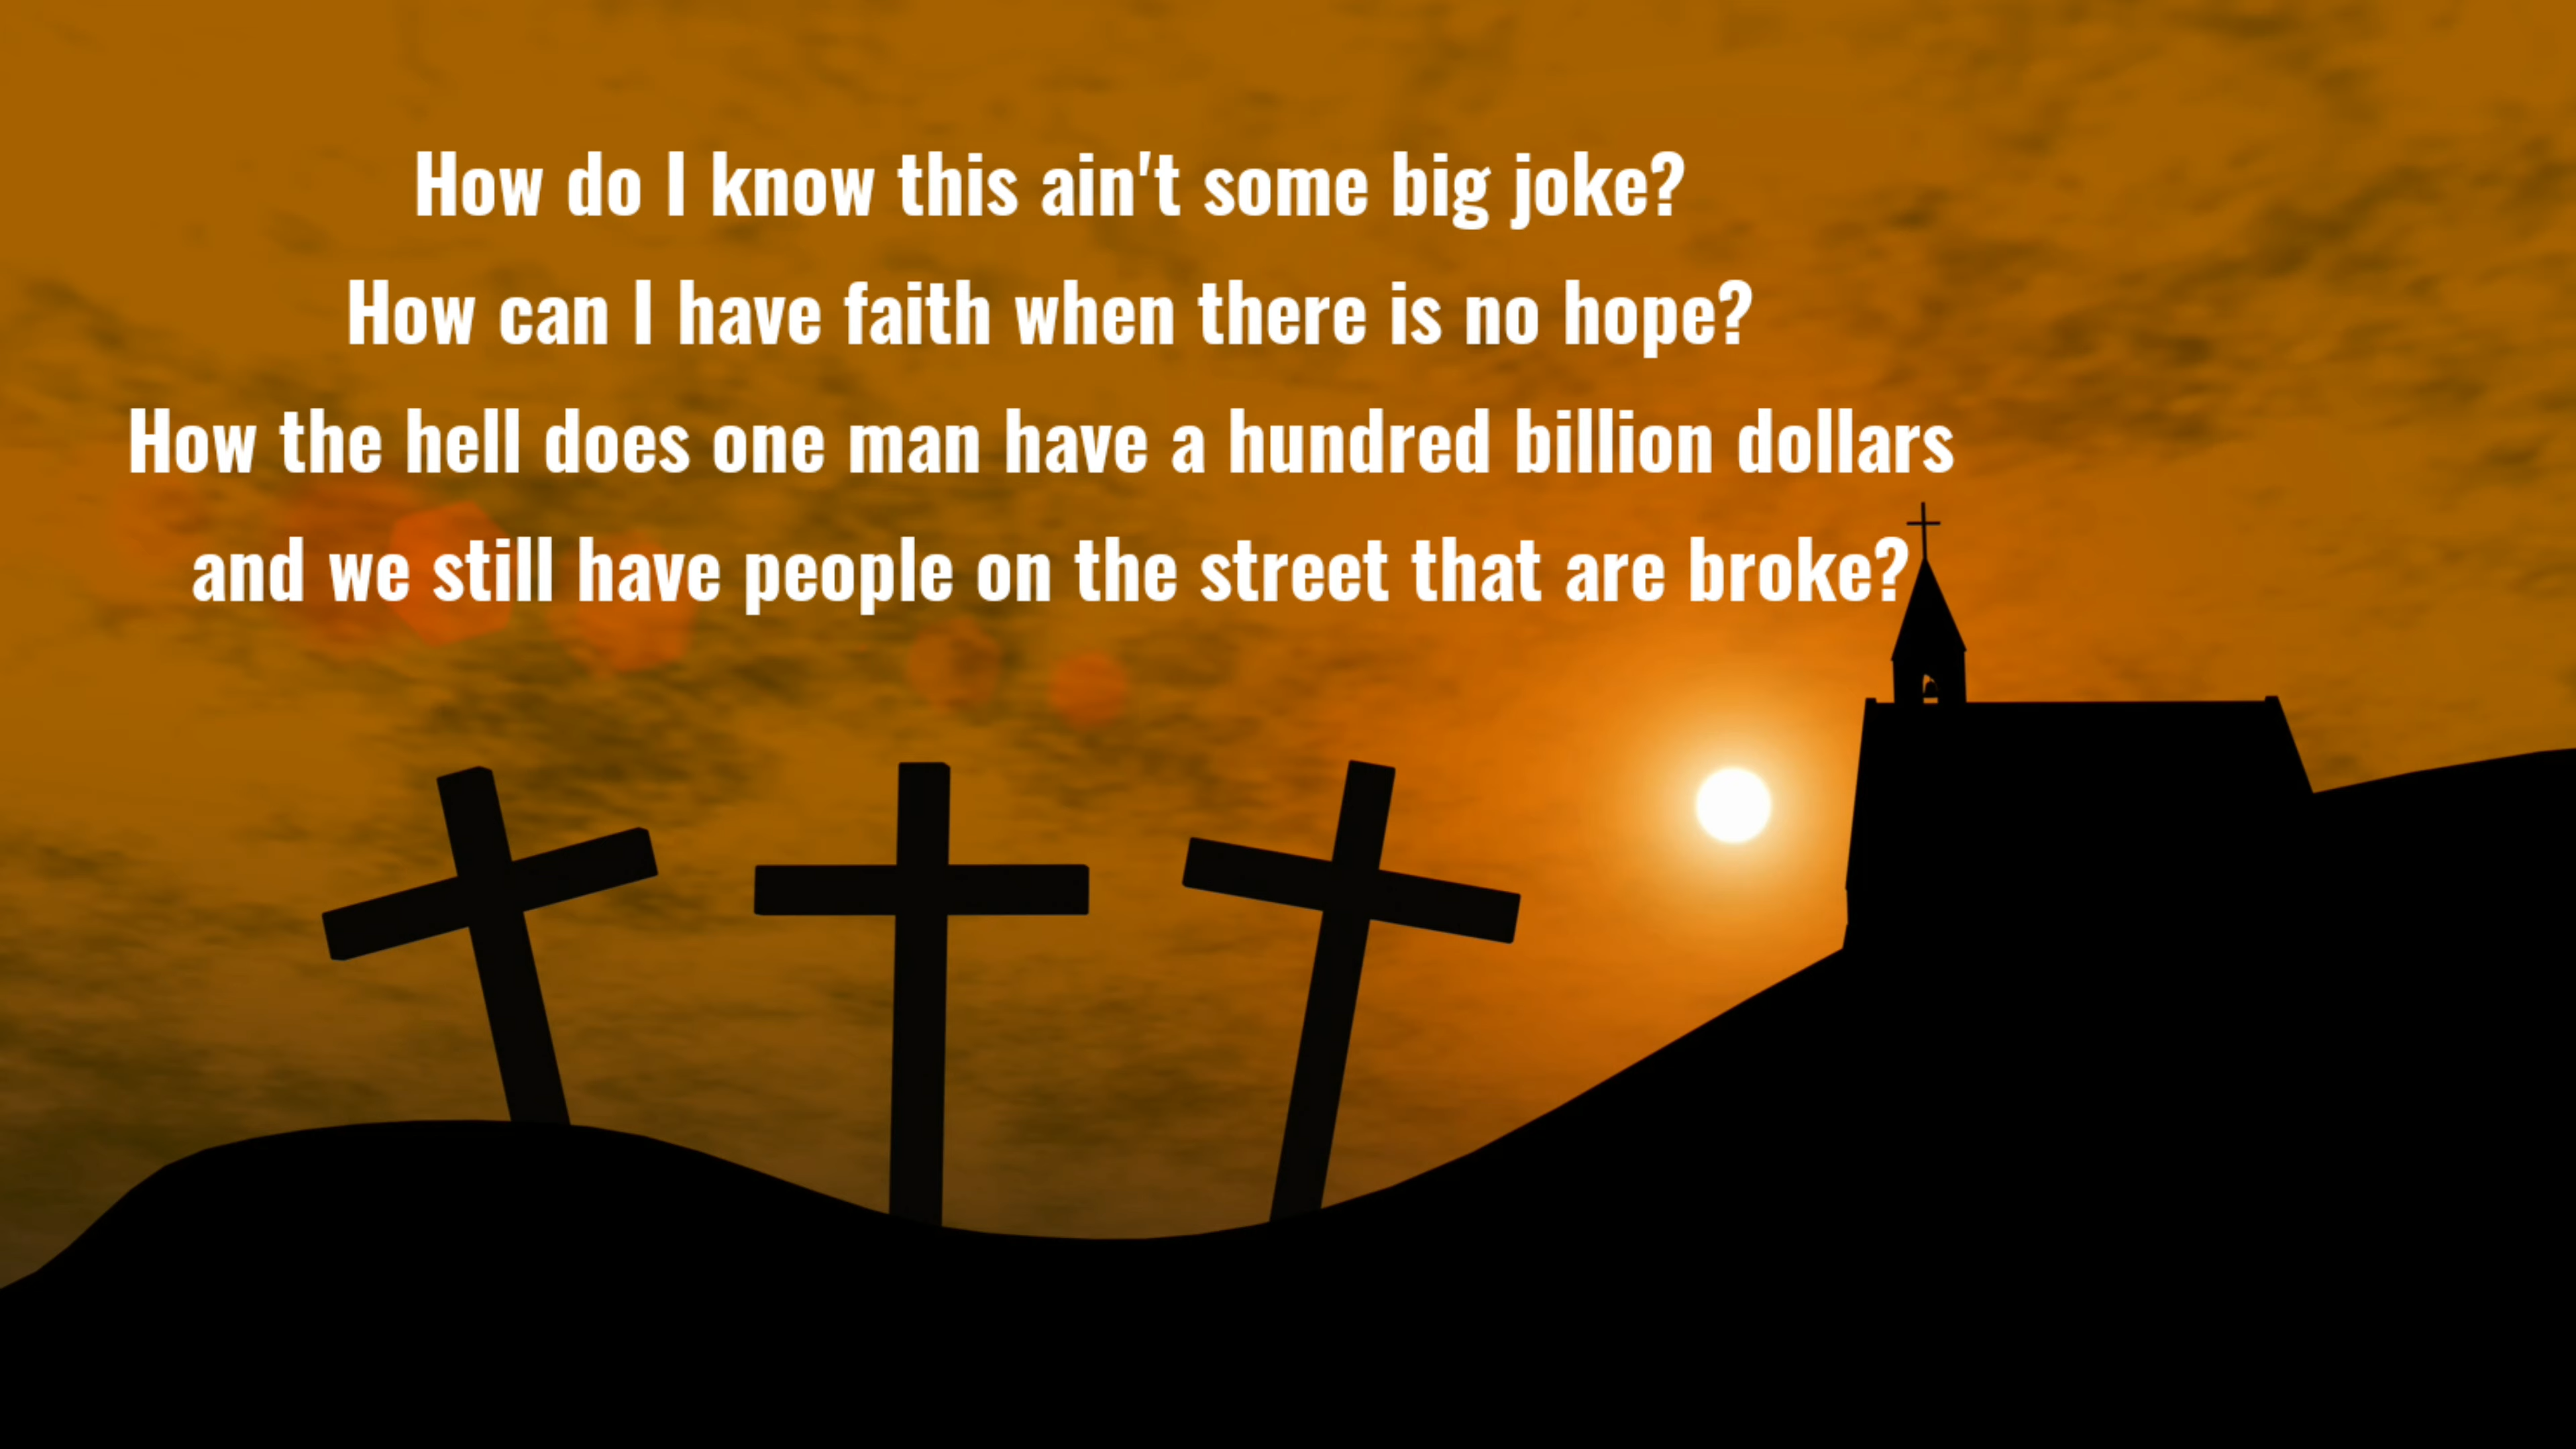 How do I know this ain't some big joke?
How can I have faith when there is no hope?
How the hell does one man have a hundred billion dollars
and we still have people on the street that are broke?